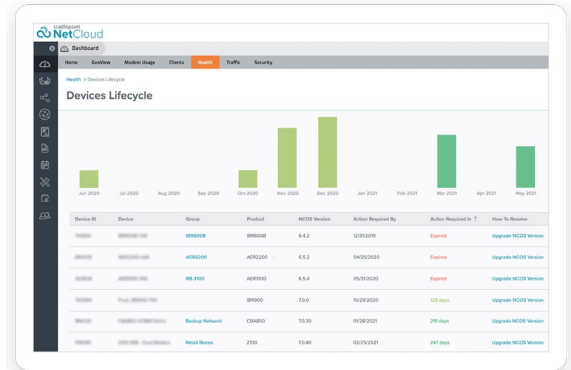 cradlepoint
NetCloud
Dashboard
Home GeoView Modem Usage Clients Health Traffic Security
Health > Devices Lifecycle
Devices Lifecycle
Jun 2020 Jul 2020 Aug 2020 Sep 2020 Oct 2020 Nov 2020 Dec 2020 Jan 2021 Feb 2021 Mar 2021 Apr 2021 May 2021
Device ID Device Group Product NCOS Version Action Required By Action Required In ↑ How To Resolve
IBR600B IBR600B 6.4.2 12/31/2019 Expired Upgrade NCOS Version
AER2200 AER2200 6.5.2 04/25/2020 Expired Upgrade NCOS Version
RB-3100 AER3100 6.5.4 05/31/2020 Expired Upgrade NCOS Version
IBR900 7.0.0 10/29/2020 128 days Upgrade NCOS Version
Backup Network CBA850 7.0.30 01/28/2021 219 days Upgrade NCOS Version
Retail Stores 2100 7.0.40 02/25/2021 247 days Upgrade NCOS Version